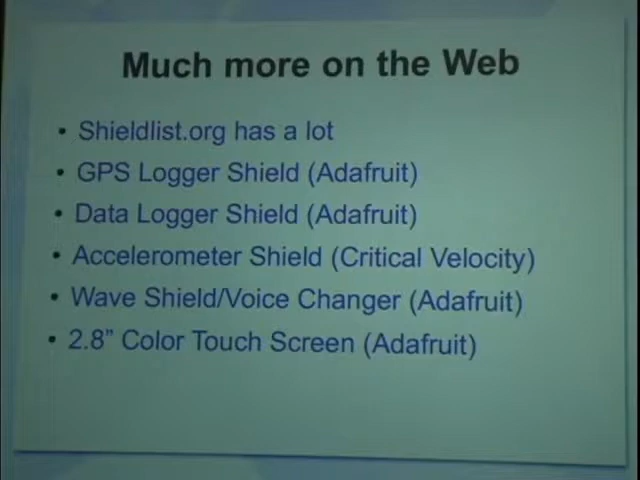 Much more on the Web
• Shieldlist.org has a lot
• GPS Logger Shield (Adafruit)
• Data Logger Shield (Adafruit)
• Accelerometer Shield (Critical Velocity)
• Wave Shield/Voice Changer (Adafruit)
• 2.8” Color Touch Screen (Adafruit)